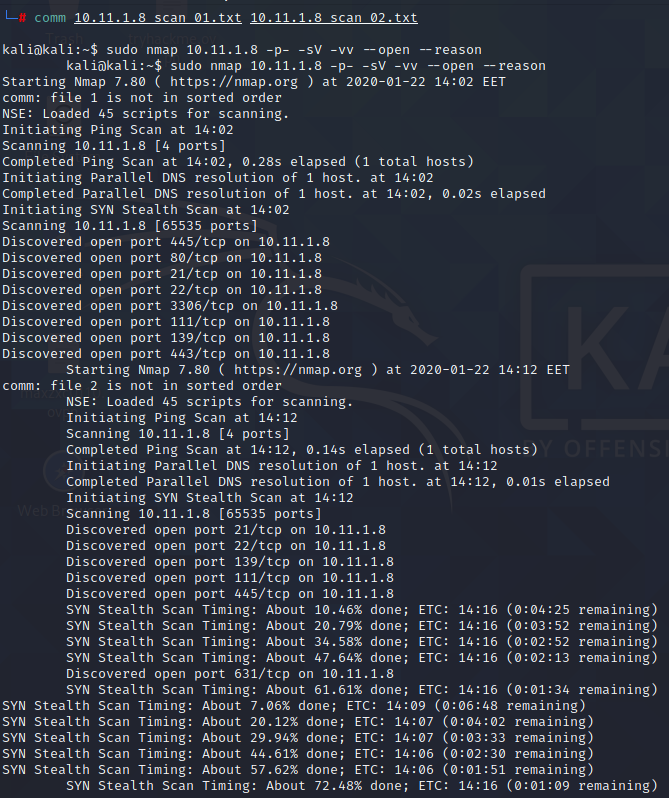 └─# comm 10.11.1.8_scan_01.txt 10.11.1.8_scan_02.txt
kali@kali:~$ sudo nmap 10.11.1.8 -p- -sV -vv --open --reason
        kali@kali:~$ sudo nmap 10.11.1.8 -p- -sV -vv --open --reason
Starting Nmap 7.80 ( https://nmap.org ) at 2020-01-22 14:02 EET
comm: file 1 is not in sorted order
NSE: Loaded 45 scripts for scanning.
Initiating Ping Scan at 14:02
Scanning 10.11.1.8 [4 ports]
Completed Ping Scan at 14:02, 0.28s elapsed (1 total hosts)
Initiating Parallel DNS resolution of 1 host. at 14:02
Completed Parallel DNS resolution of 1 host. at 14:02, 0.02s elapsed
Initiating SYN Stealth Scan at 14:02
Scanning 10.11.1.8 [65535 ports]
Discovered open port 445/tcp on 10.11.1.8
Discovered open port 80/tcp on 10.11.1.8
Discovered open port 21/tcp on 10.11.1.8
Discovered open port 22/tcp on 10.11.1.8
Discovered open port 3306/tcp on 10.11.1.8
Discovered open port 111/tcp on 10.11.1.8
Discovered open port 139/tcp on 10.11.1.8
Discovered open port 443/tcp on 10.11.1.8
        Starting Nmap 7.80 ( https://nmap.org ) at 2020-01-22 14:12 EET
comm: file 2 is not in sorted order
        NSE: Loaded 45 scripts for scanning.
        Initiating Ping Scan at 14:12
        Scanning 10.11.1.8 [4 ports]
        Completed Ping Scan at 14:12, 0.14s elapsed (1 total hosts)
        Initiating Parallel DNS resolution of 1 host. at 14:12
        Completed Parallel DNS resolution of 1 host. at 14:12, 0.01s elapsed
        Initiating SYN Stealth Scan at 14:12
        Scanning 10.11.1.8 [65535 ports]
        Discovered open port 21/tcp on 10.11.1.8
        Discovered open port 22/tcp on 10.11.1.8
        Discovered open port 139/tcp on 10.11.1.8
        Discovered open port 111/tcp on 10.11.1.8
        Discovered open port 445/tcp on 10.11.1.8
        SYN Stealth Scan Timing: About 10.46% done; ETC: 14:16 (0:04:25 remaining)
        SYN Stealth Scan Timing: About 20.79% done; ETC: 14:16 (0:03:52 remaining)
        SYN Stealth Scan Timing: About 34.58% done; ETC: 14:16 (0:02:52 remaining)
        SYN Stealth Scan Timing: About 47.64% done; ETC: 14:16 (0:02:13 remaining)
        Discovered open port 631/tcp on 10.11.1.8
        SYN Stealth Scan Timing: About 61.61% done; ETC: 14:16 (0:01:34 remaining)
SYN Stealth Scan Timing: About 7.06% done; ETC: 14:09 (0:06:48 remaining)
SYN Stealth Scan Timing: About 20.12% done; ETC: 14:07 (0:04:02 remaining)
SYN Stealth Scan Timing: About 29.94% done; ETC: 14:07 (0:03:33 remaining)
SYN Stealth Scan Timing: About 44.61% done; ETC: 14:06 (0:02:30 remaining)
SYN Stealth Scan Timing: About 57.62% done; ETC: 14:06 (0:01:51 remaining)
        SYN Stealth Scan Timing: About 72.48% done; ETC: 14:16 (0:01:09 remaining)
KA
BY OFFENS